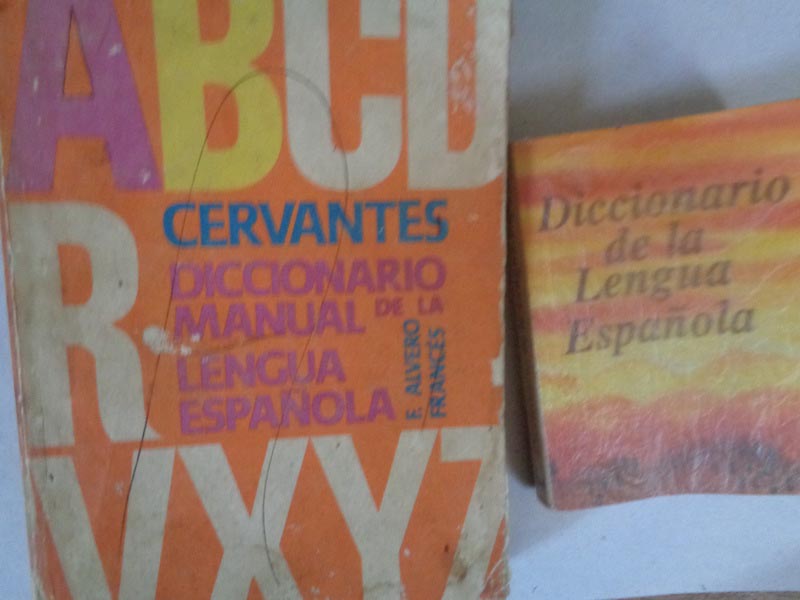 ABCD
R
CERVANTES
DICCIONARIO
MANUAL DE LA
LENGUA
ESPAÑOLA
F. ALVERO
FRANCÉS
VXYZ
Diccionario
de la
Lengua
Española